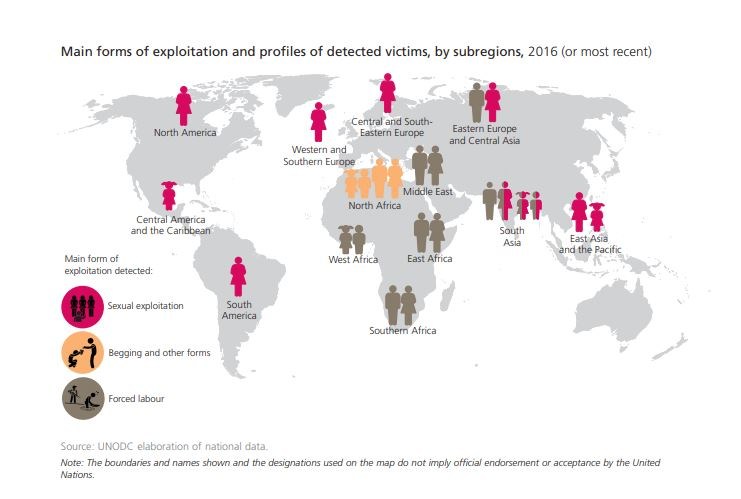 Main forms of exploitation and profiles of detected victims, by subregions, 2016 (or most recent)
North America
Western and
Southern Europe
Central and South-
Eastern Europe
Eastern Europe
and Central Asia
Middle East
North Africa
Central America
and the Caribbean
West Africa
East Africa
South
Asia
East Asia
and the Pacific
South
America
Southern Africa
Main form of
exploitation detected:
Sexual exploitation
Begging and other forms
Forced labour
Source: UNODC elaboration of national data.
Note: The boundaries and names shown and the designations used on the map do not imply official endorsement or acceptance by the United
Nations.